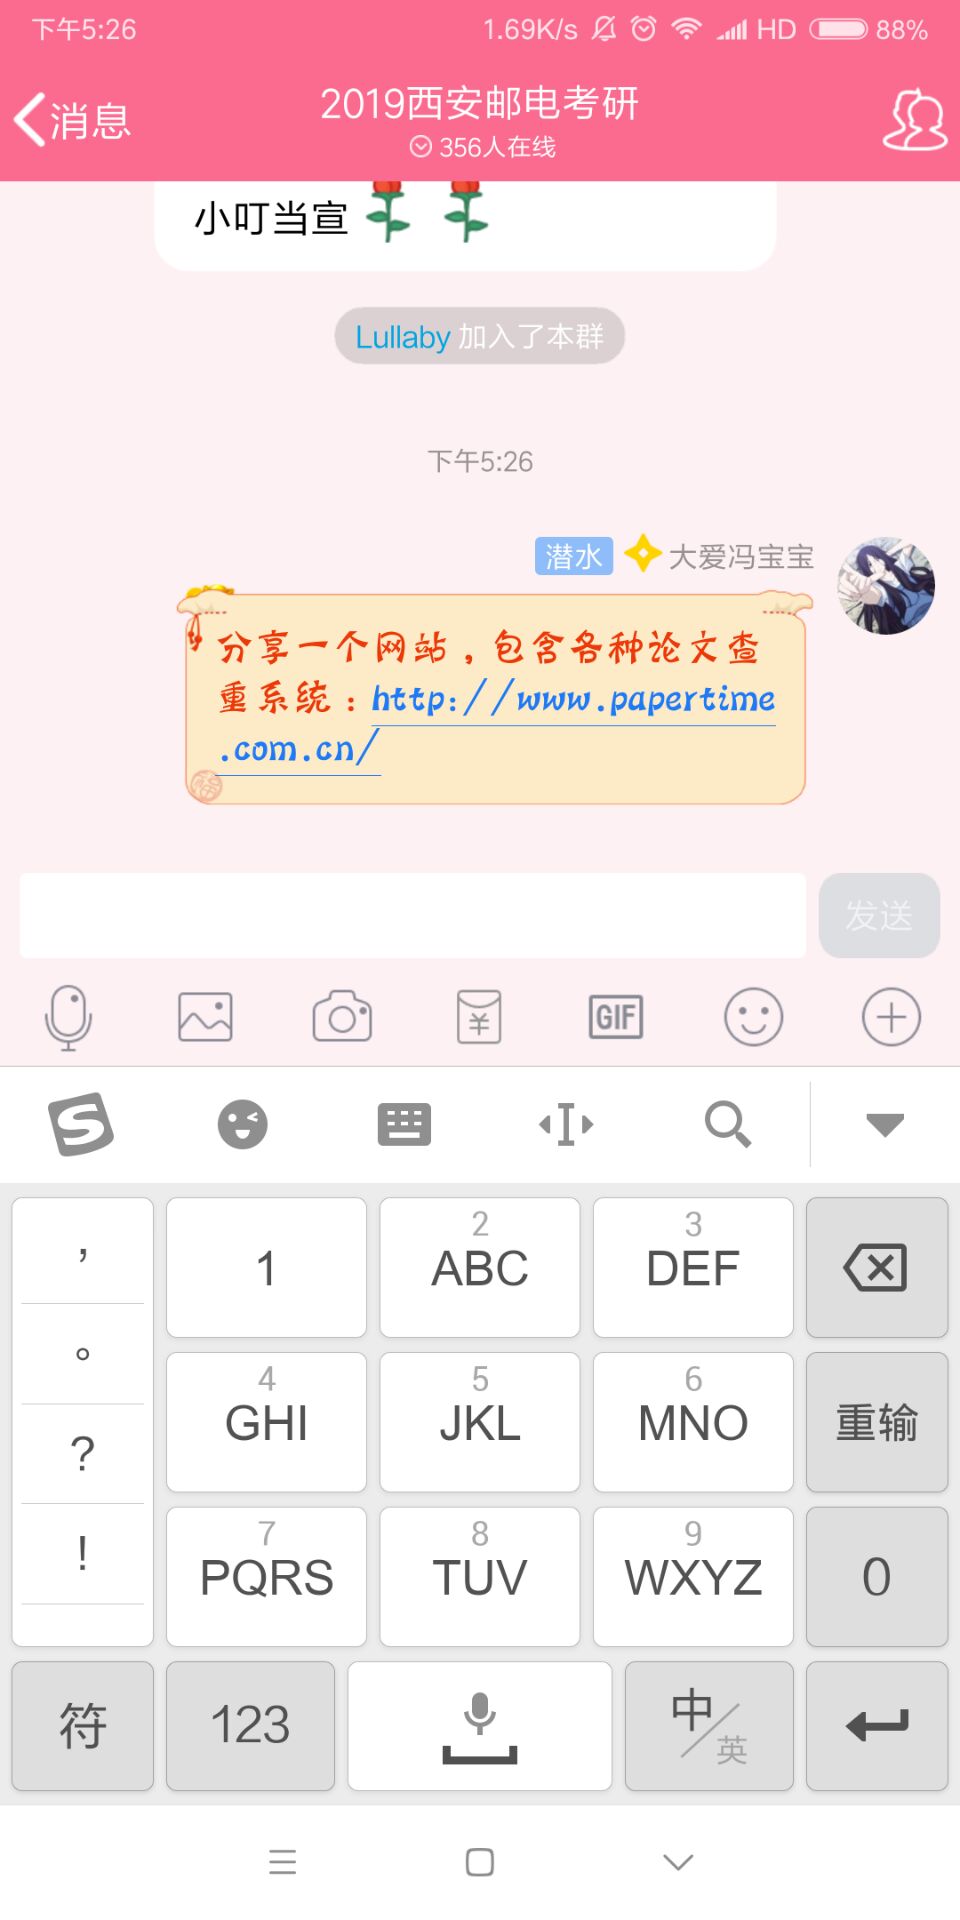 下午5:26
1.69K/s HD 88%
消息
2019西安邮电考研
356人在线
小叮当宣
Lullaby 加入了本群
下午5:26
潜水 大爱冯宝宝
分享一个网站，包含各种论文查
重系统：http://www.papertime
.com.cn/
福
发送
¥ GIF
S
，
。
?
!
1
2
ABC
3
DEF
4
GHI
5
JKL
6
MNO
重输
7
PQRS
8
TUV
9
WXYZ
0
符
123
中/英